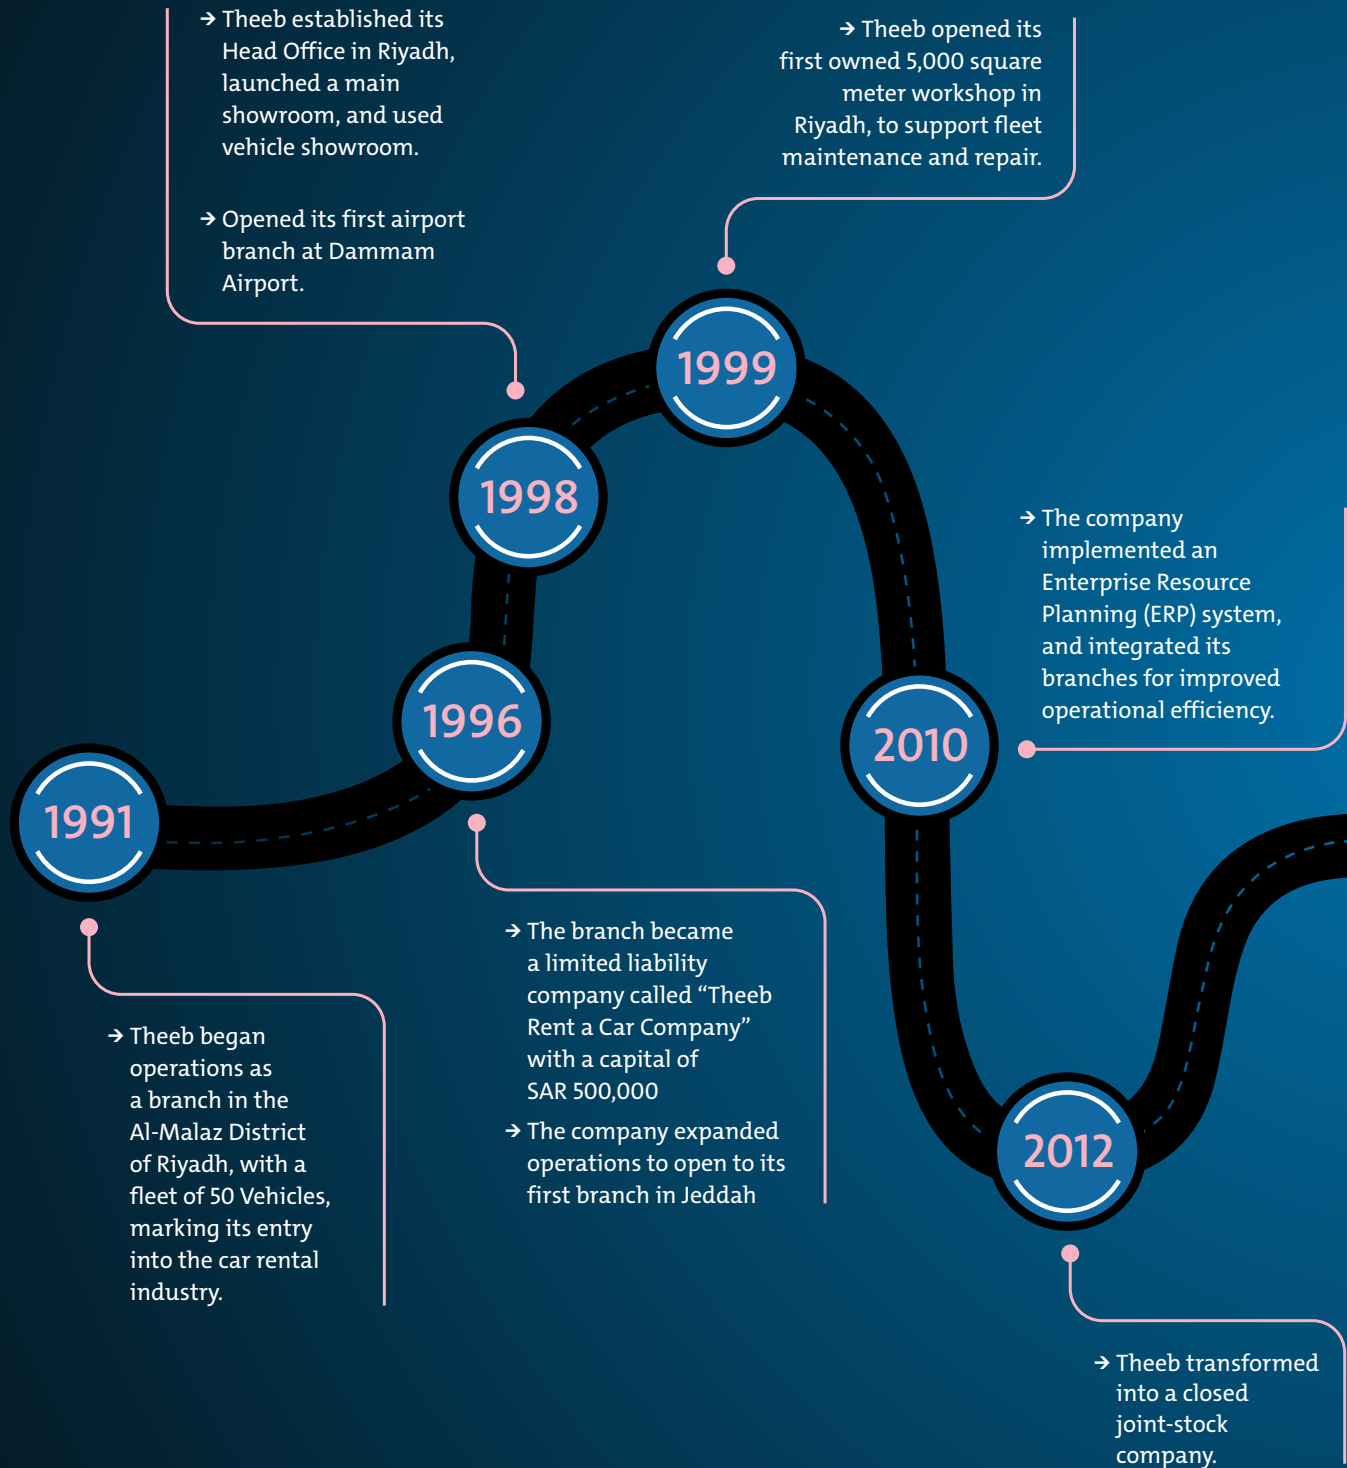 → Theeb established its
Head Office in Riyadh,
launched a main
showroom, and used
vehicle showroom.
→ Opened its first airport
branch at Dammam
Airport.
→ Theeb opened its
first owned 5,000 square
meter workshop in
Riyadh, to support fleet
maintenance and repair.
1999
1998
→ The company
implemented an
Enterprise Resource
Planning (ERP) system,
and integrated its
branches for improved
operational efficiency.
1996
2010
1991
→ Theeb began
operations as
a branch in the
Al-Malaz District
of Riyadh, with a
fleet of 50 Vehicles,
marking its entry
into the car rental
industry.
→ The branch became
a limited liability
company called “Theeb
Rent a Car Company”
with a capital of
SAR 500,000
→ The company expanded
operations to open to its
first branch in Jeddah
2012
→ Theeb transformed
into a closed
joint-stock
company.